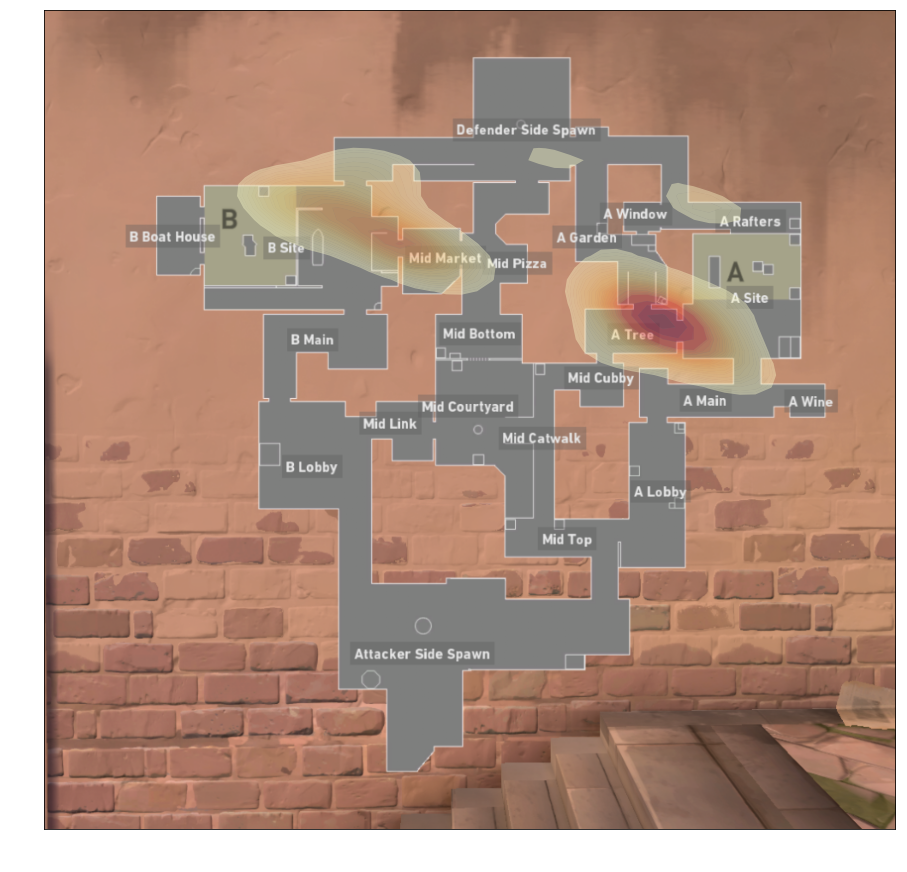 Defender Side Spawn
A Window
B
A Rafters
B Boat House
A Garden
B Site
Mid Market
Mid Pizza
A
A Site
Mid Bottom
A Tree
B Main
Mid Cubby
Mid Courtyard
A Main
A Wine
Mid Link
Mid Catwalk
B Lobby
A Lobby
Mid Top
Attacker Side Spawn